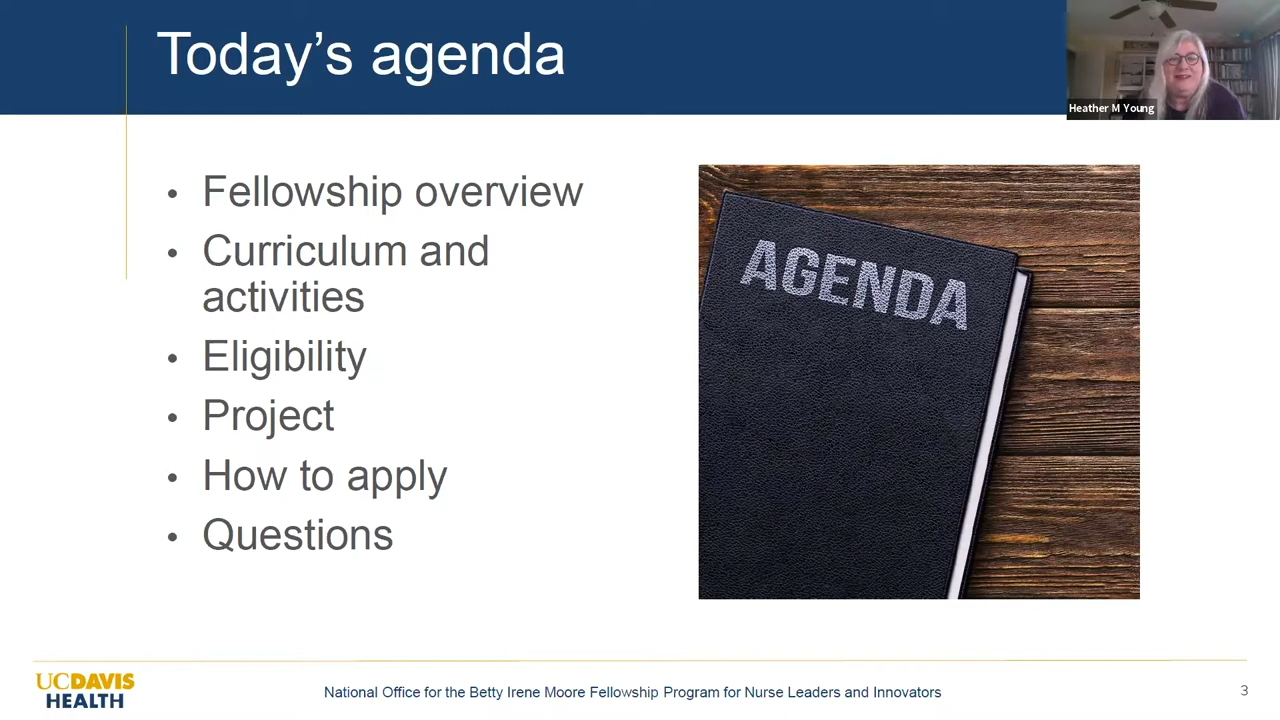 Today’s agenda
Heather M Young
• Fellowship overview
• Curriculum and
activities
• Eligibility
• Project
• How to apply
• Questions
AGENDA
UCDAVIS
HEALTH
National Office for the Betty Irene Moore Fellowship Program for Nurse Leaders and Innovators
3